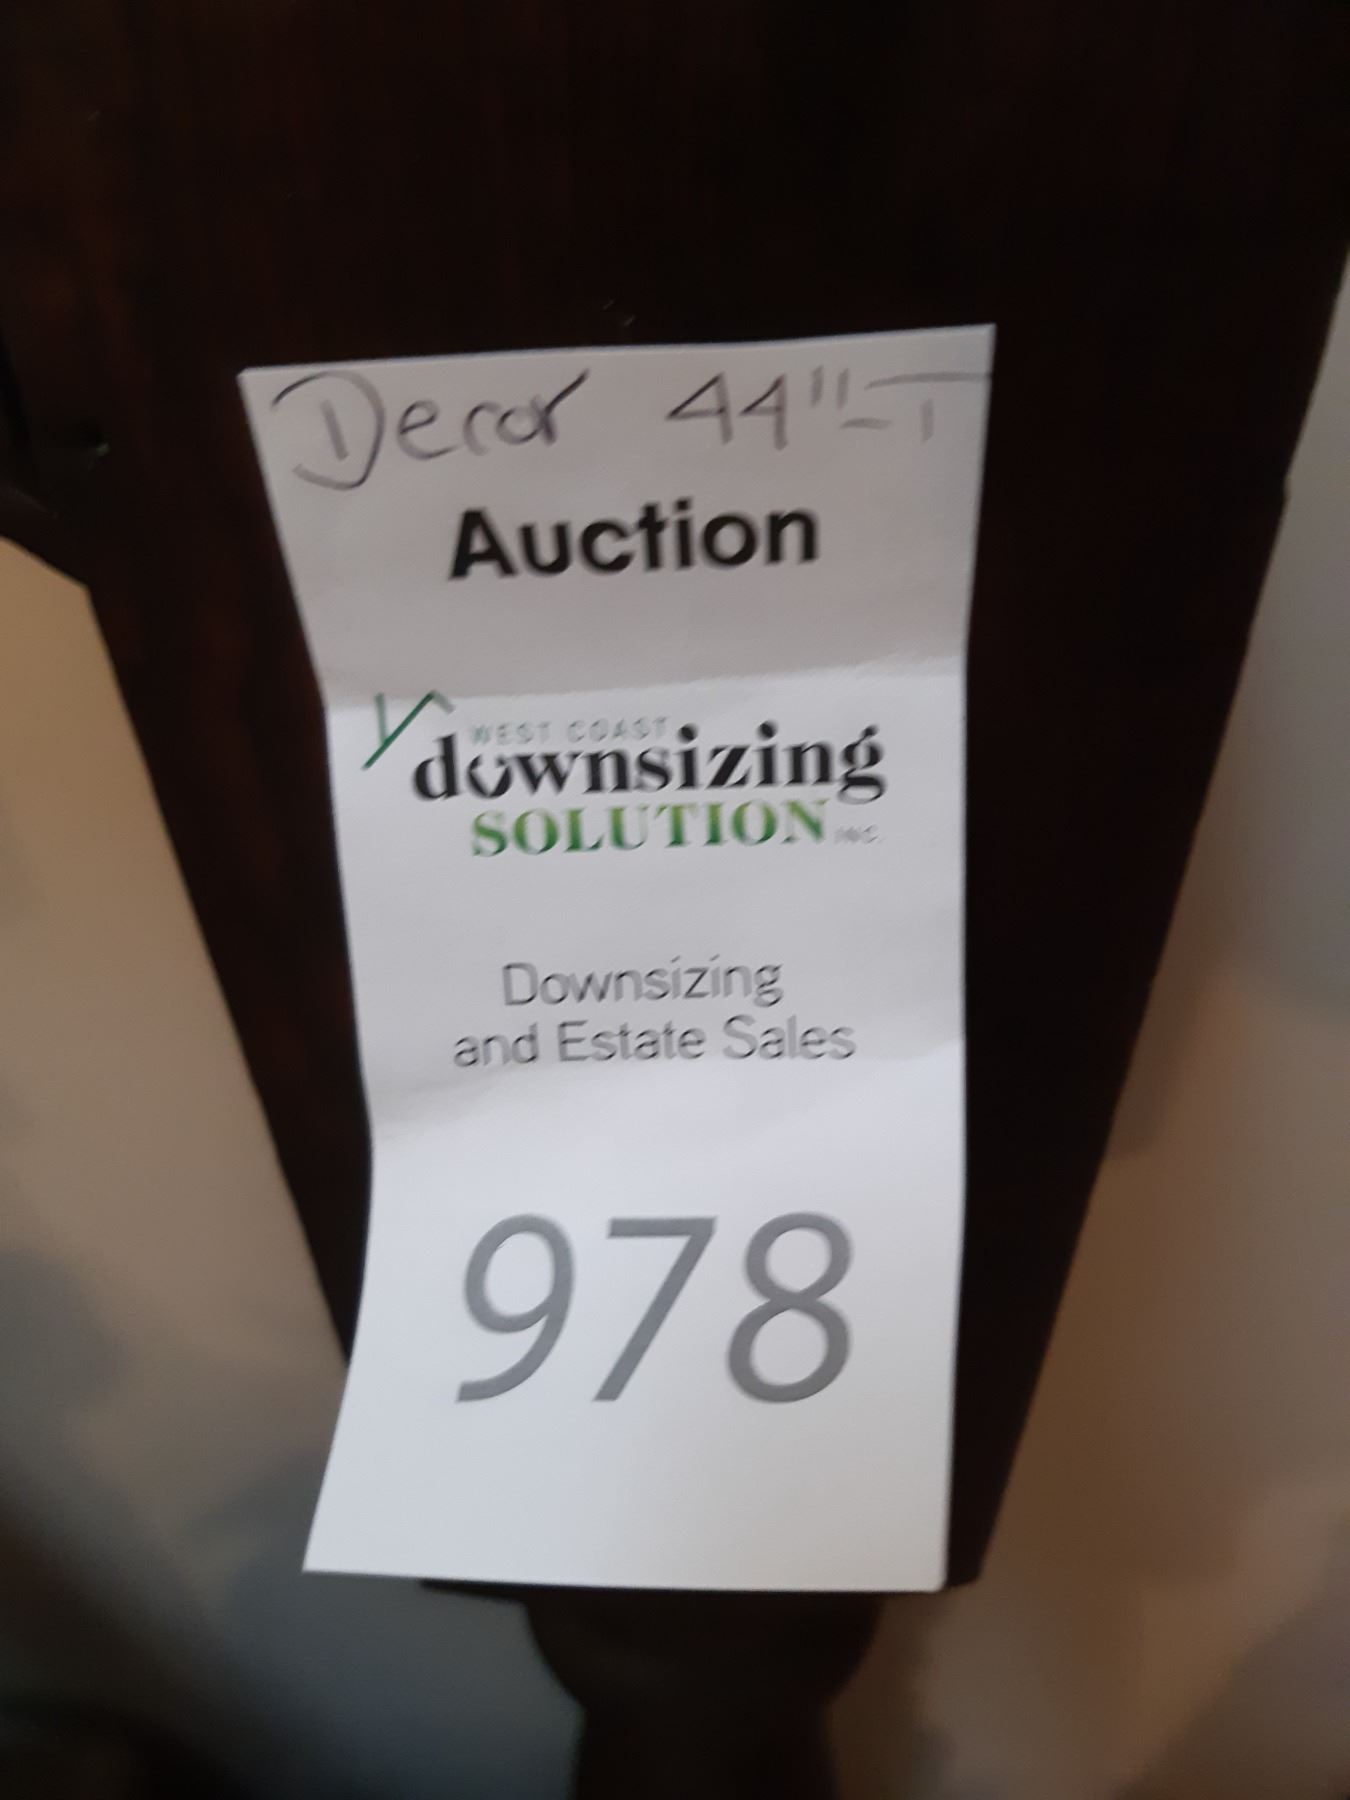 Decor 44"-T
Auction
WEST COAST
downsizing
SOLUTION INC.
Downsizing
and Estate Sales
978